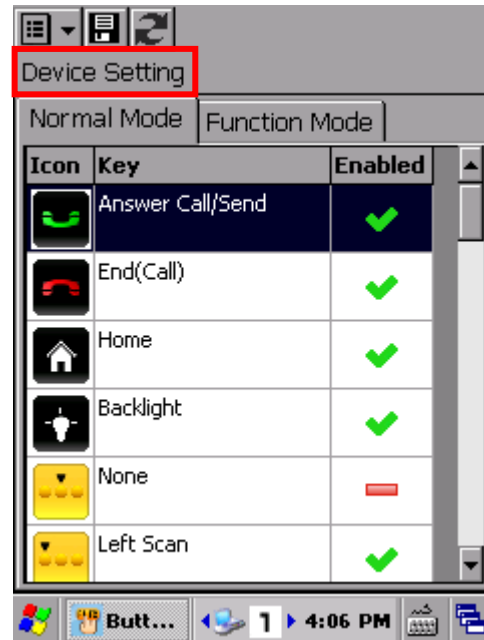 Device Setting
Normal Mode Function Mode
Icon Key Enabled
Answer Call/Send
End(Call)
Home
Backlight
None
Left Scan
Butt... 1 4:06 PM